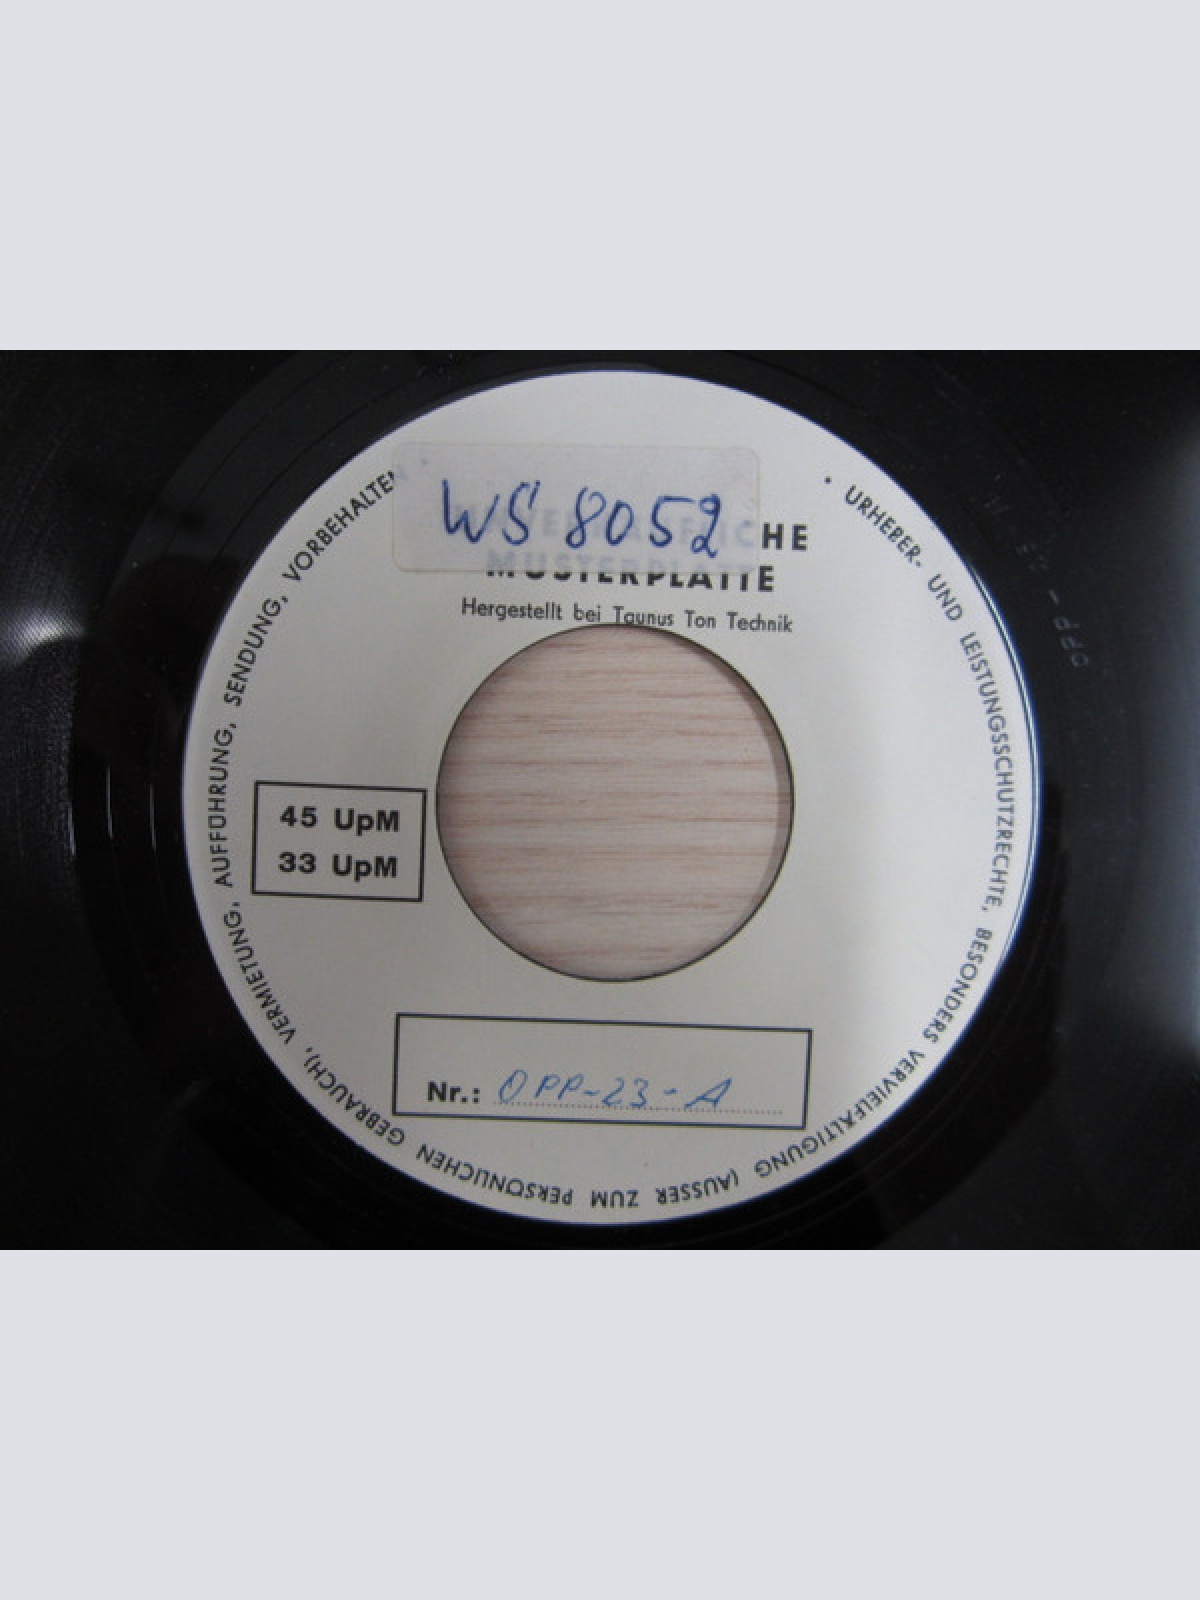 WS 8052
UNVERKÄUFLICHE
MUSTERPLATTE
Hergestellt bei Taunus Ton Technik
45 UpM
33 UpM
Nr.: OPP-23-A
• URHEBER- UND LEISTUNGSSCHUTZRECHTE, BESONDERS VERVIELFÄLTIGUNG (AUSSER ZUM PERSÖNLICHEN GEBRAUCH), VERMIETUNG, AUFFÜHRUNG, SENDUNG, VORBEHALTEN •